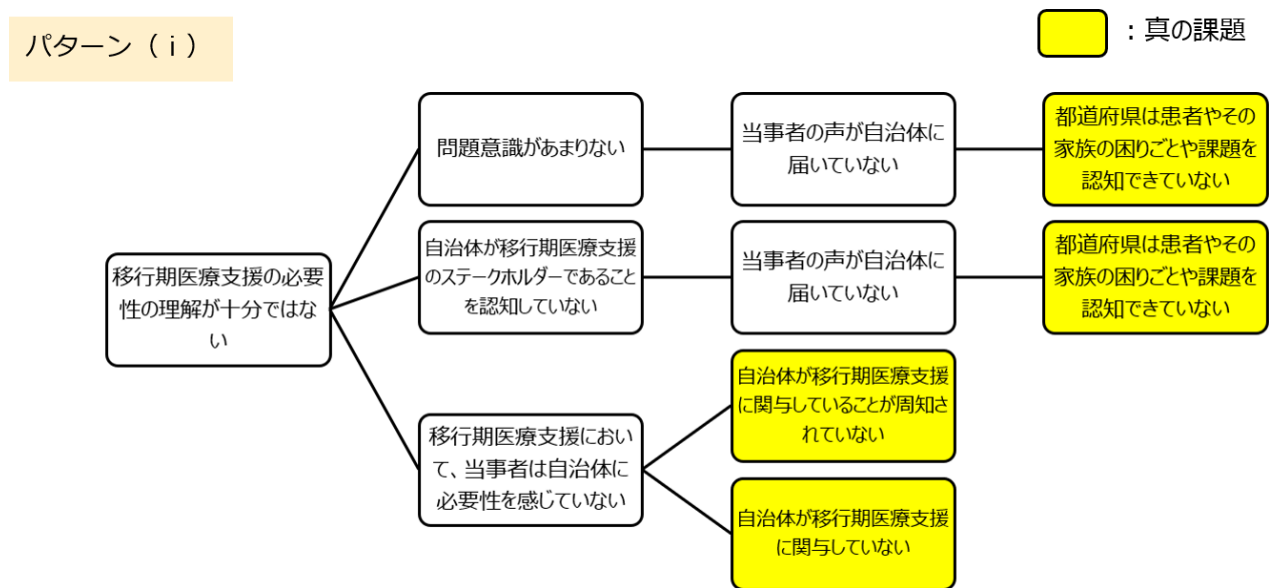 パターン（ⅰ）
：真の課題
問題意識があまりない
当事者の声が自治体に
届いていない
都道府県は患者やその
家族の困りごとや課題を
認知できていない
移行期医療支援の必要
性の理解が十分ではな
い
自治体が移行期医療支援
のステークホルダーであること
を認知していない
当事者の声が自治体に
届いていない
都道府県は患者やその
家族の困りごとや課題を
認知できていない
移行期医療支援におい
て、当事者は自治体に
必要性を感じていない
自治体が移行期医療支援
に関与していることが周知さ
れていない
自治体が移行期医療支援
に関与していない